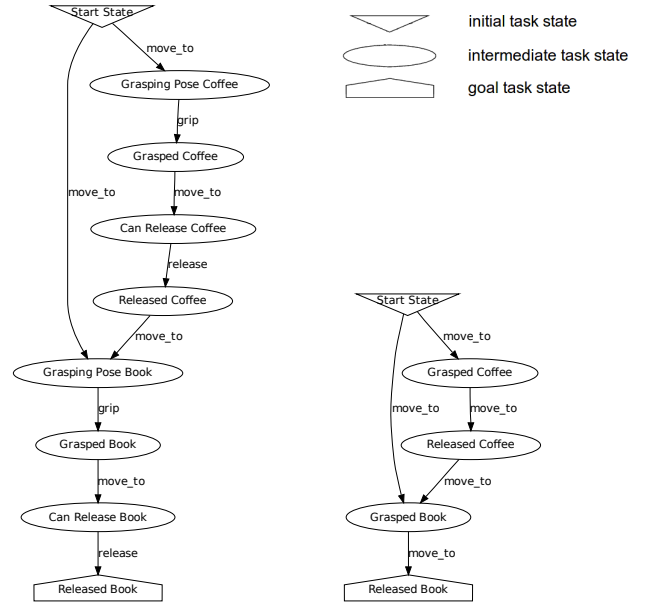 Start State
move_to
Grasping Pose Coffee
grip
Grasped Coffee
move_to
move_to
Can Release Coffee
release
Released Coffee
move_to
Grasping Pose Book
grip
Grasped Book
move_to
Can Release Book
release
Released Book
initial task state
intermediate task state
goal task state
Start State
move_to
Grasped Coffee
move_to
move_to
Released Coffee
move_to
Grasped Book
move_to
Released Book